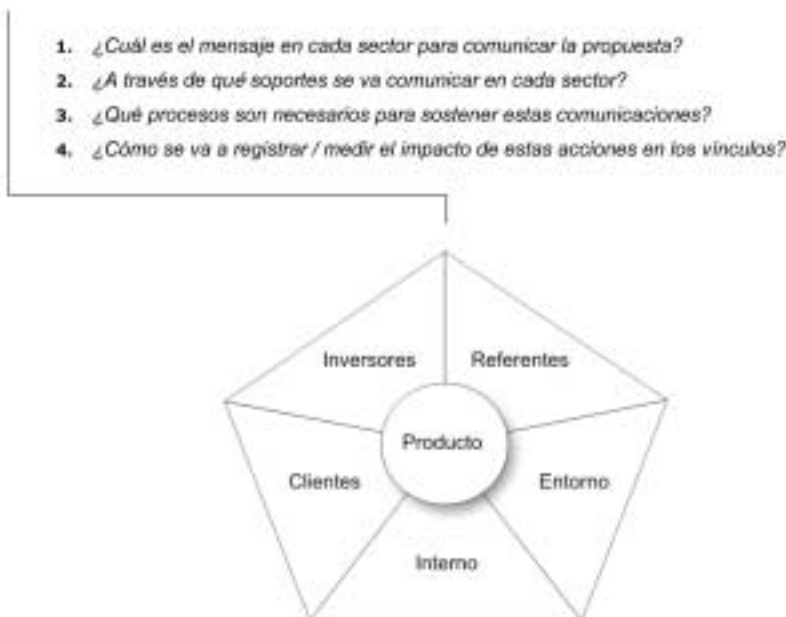 1. ¿Cuál es el mensaje en cada sector para comunicar la propuesta?
2. ¿A través de qué soportes se va comunicar en cada sector?
3. ¿Qué procesos son necesarios para sostener estas comunicaciones?
4. ¿Cómo se va a registrar / medir el impacto de estas acciones en los vínculos?
Inversores
Referentes
Producto
Clientes
Entorno
Interno